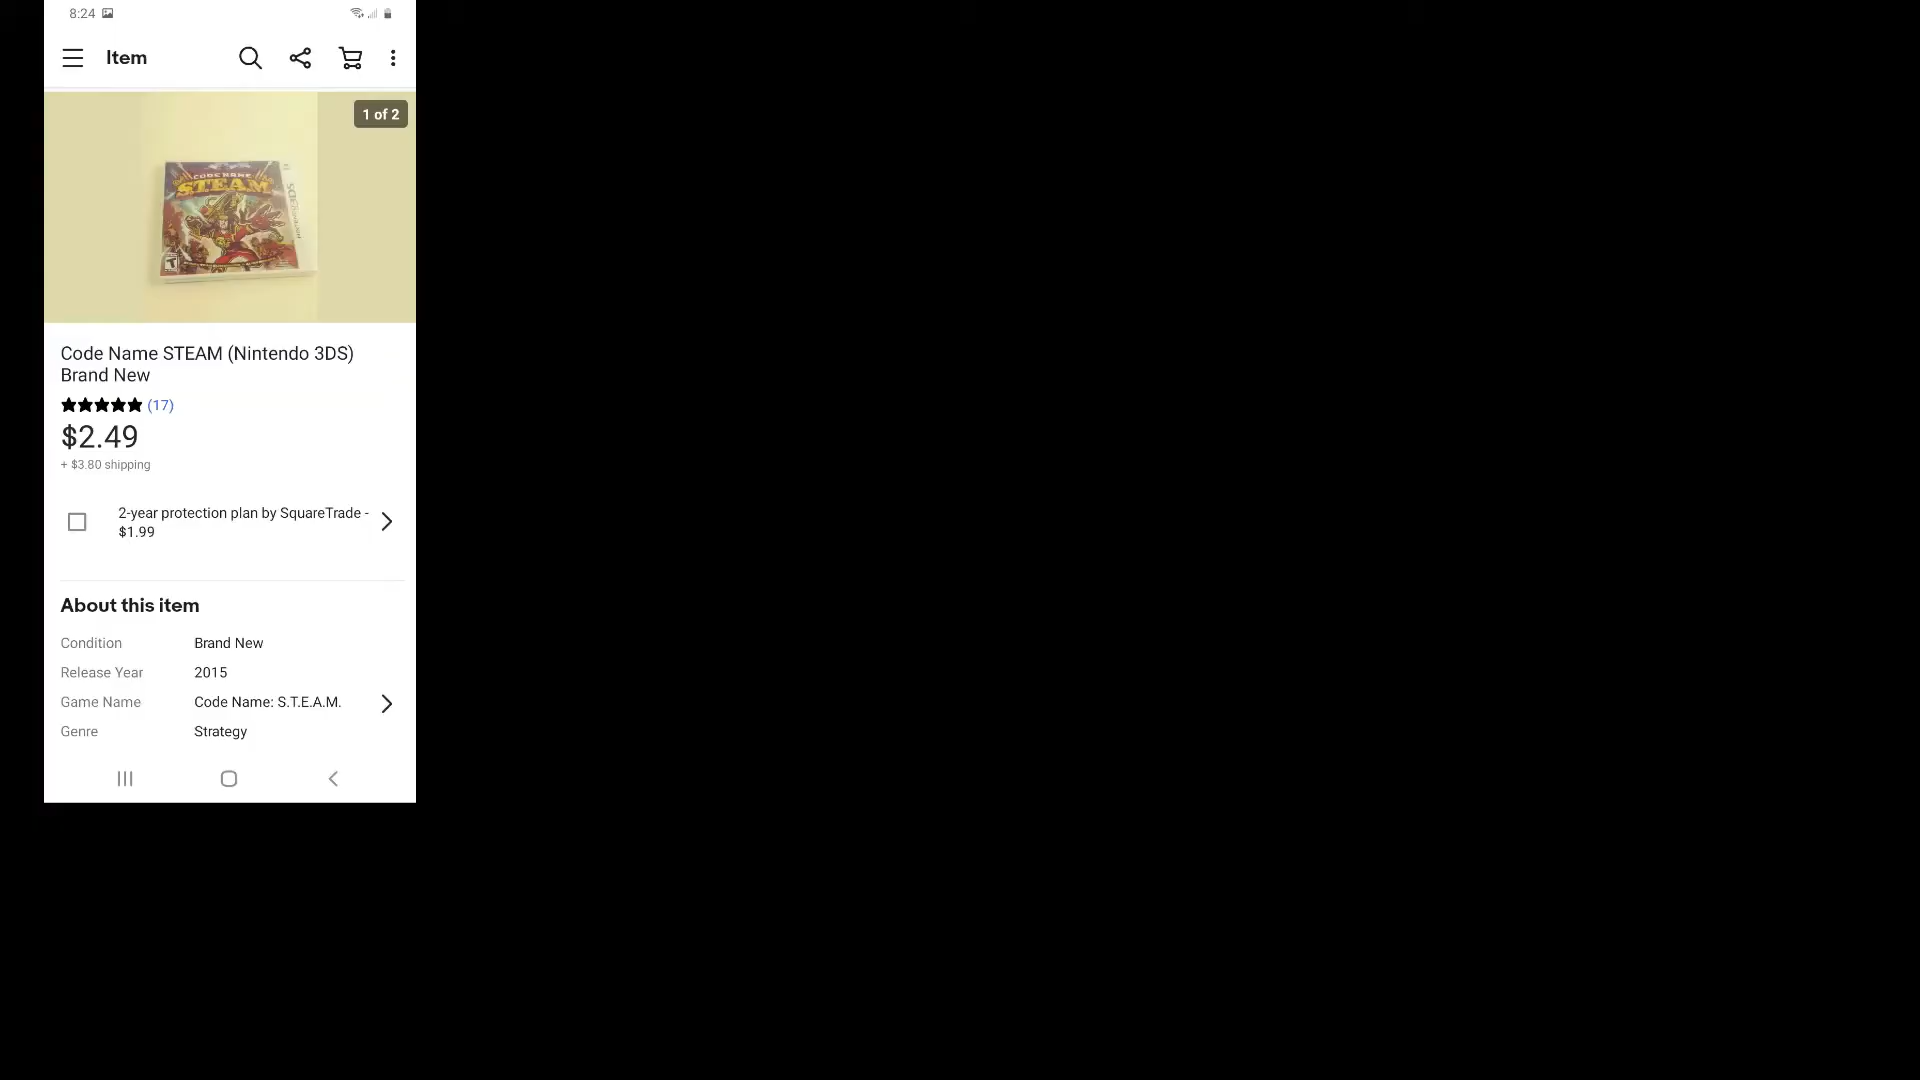 8:24
Item
1 of 2
CODE NAME
STEAM
T
Code Name STEAM (Nintendo 3DS)
Brand New
(17)
$2.49
+ $3.80 shipping
2-year protection plan by SquareTrade -
$1.99
About this item
Condition Brand New
Release Year 2015
Game Name Code Name: S.T.E.A.M.
Genre Strategy